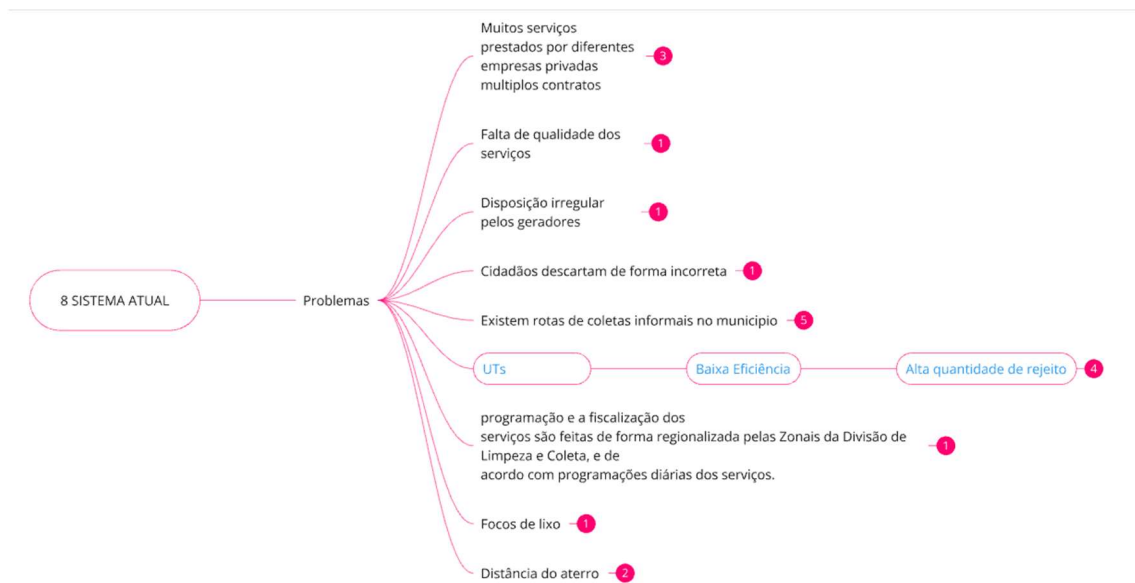 Muitos serviços
prestados por diferentes
empresas privadas
multiplos contratos
3
Falta de qualidade dos
serviços
1
Disposição irregular
pelos geradores
1
Cidadãos descartam de forma incorreta
1
8 SISTEMA ATUAL
Problemas
Existem rotas de coletas informais no municipio
5
UTs
Baixa Eficiência
Alta quantidade de rejeito
4
programação e a fiscalização dos
serviços são feitas de forma regionalizada pelas Zonais da Divisão de
Limpeza e Coleta, e de
acordo com programações diárias dos serviços.
1
Focos de lixo
1
Distância do aterro
2